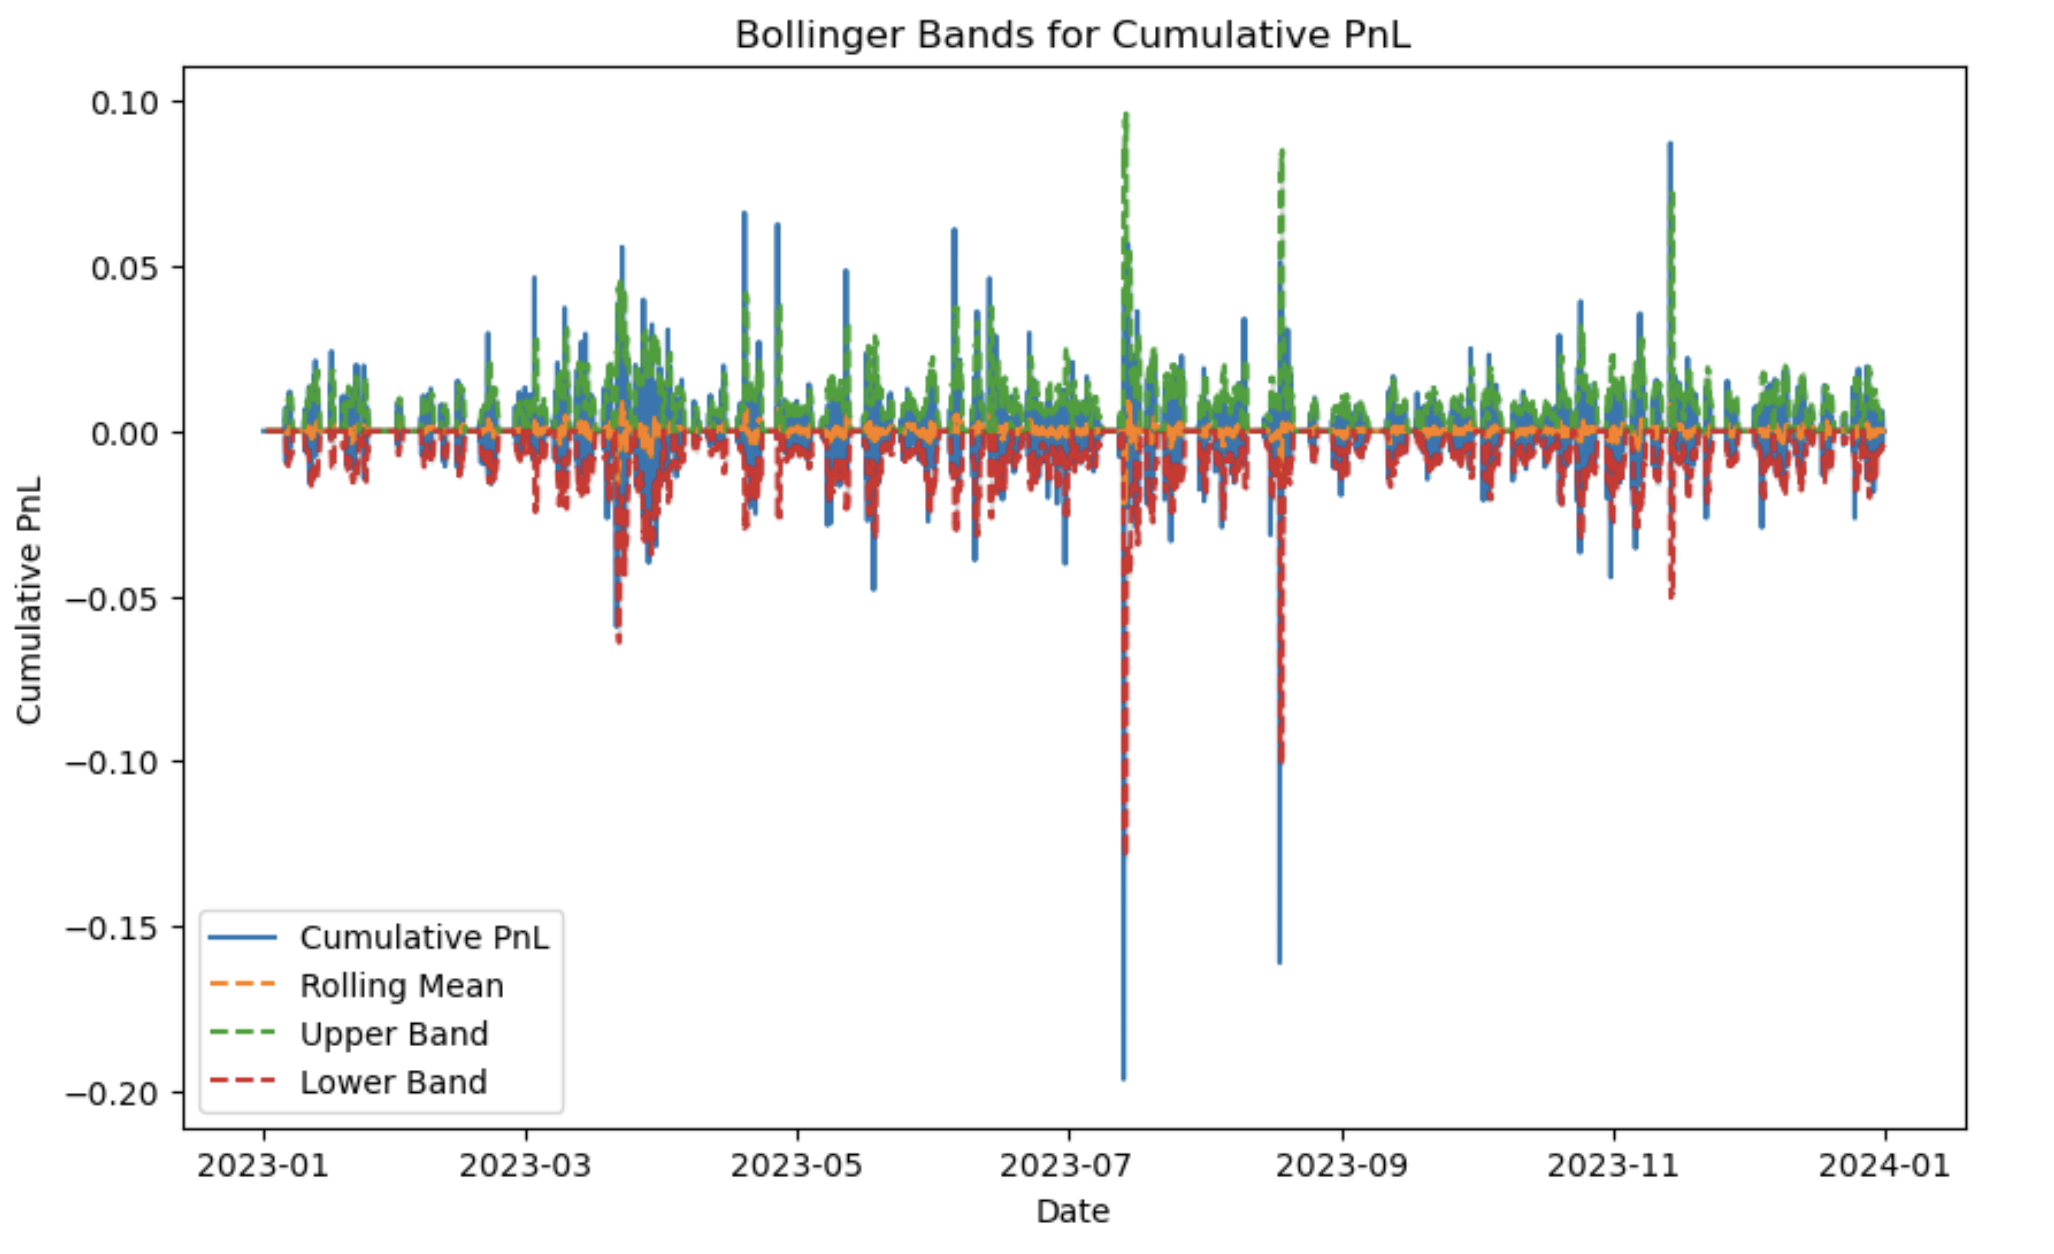 Bollinger Bands for Cumulative PnL
0.10
0.05
0.00
−0.05
−0.10
−0.15
−0.20
Cumulative PnL
Cumulative PnL
Rolling Mean
Upper Band
Lower Band
2023-01 2023-03 2023-05 2023-07 2023-09 2023-11 2024-01
Date